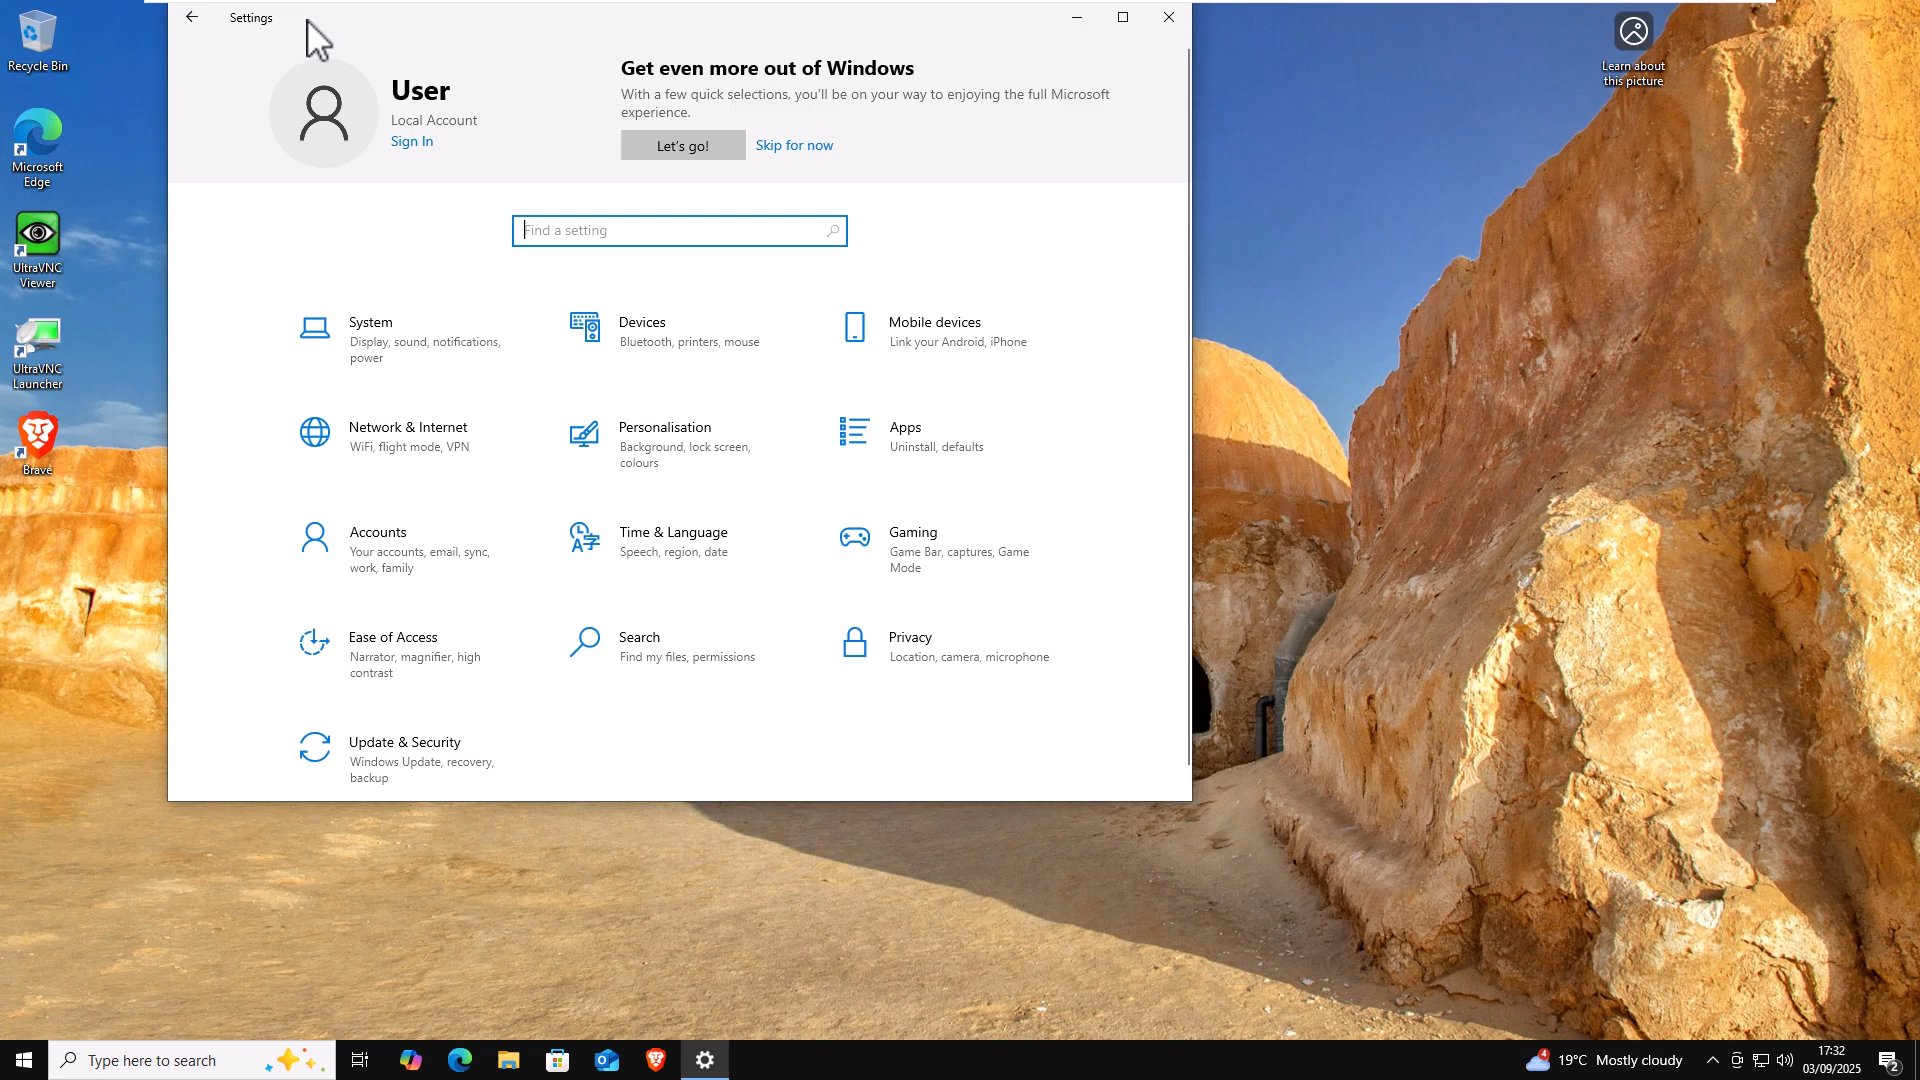 Recycle Bin
Microsoft
Edge
UltraVNC
Viewer
UltraVNC
Launcher
Brave
Learn about
this picture
Settings
User
Local Account
Sign In
Get even more out of Windows
With a few quick selections, you'll be on your way to enjoying the full Microsoft
experience.
Let's go!
Skip for now
Find a setting
System
Display, sound, notifications,
power
Devices
Bluetooth, printers, mouse
Mobile devices
Link your Android, iPhone
Network & Internet
WiFi, flight mode, VPN
Personalisation
Background, lock screen,
colours
Apps
Uninstall, defaults
Accounts
Your accounts, email, sync,
work, family
Time & Language
Speech, region, date
Gaming
Game Bar, captures, Game
Mode
Ease of Access
Narrator, magnifier, high
contrast
Search
Find my files, permissions
Privacy
Location, camera, microphone
Update & Security
Windows Update, recovery,
backup
Type here to search
4
19°C Mostly cloudy
17:32
03/09/2025
2